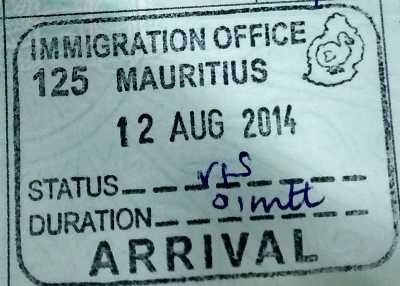 IMMIGRATION OFFICE
125 MAURITIUS
12 AUG 2014
STATUS
DURATION
ARRIVAL